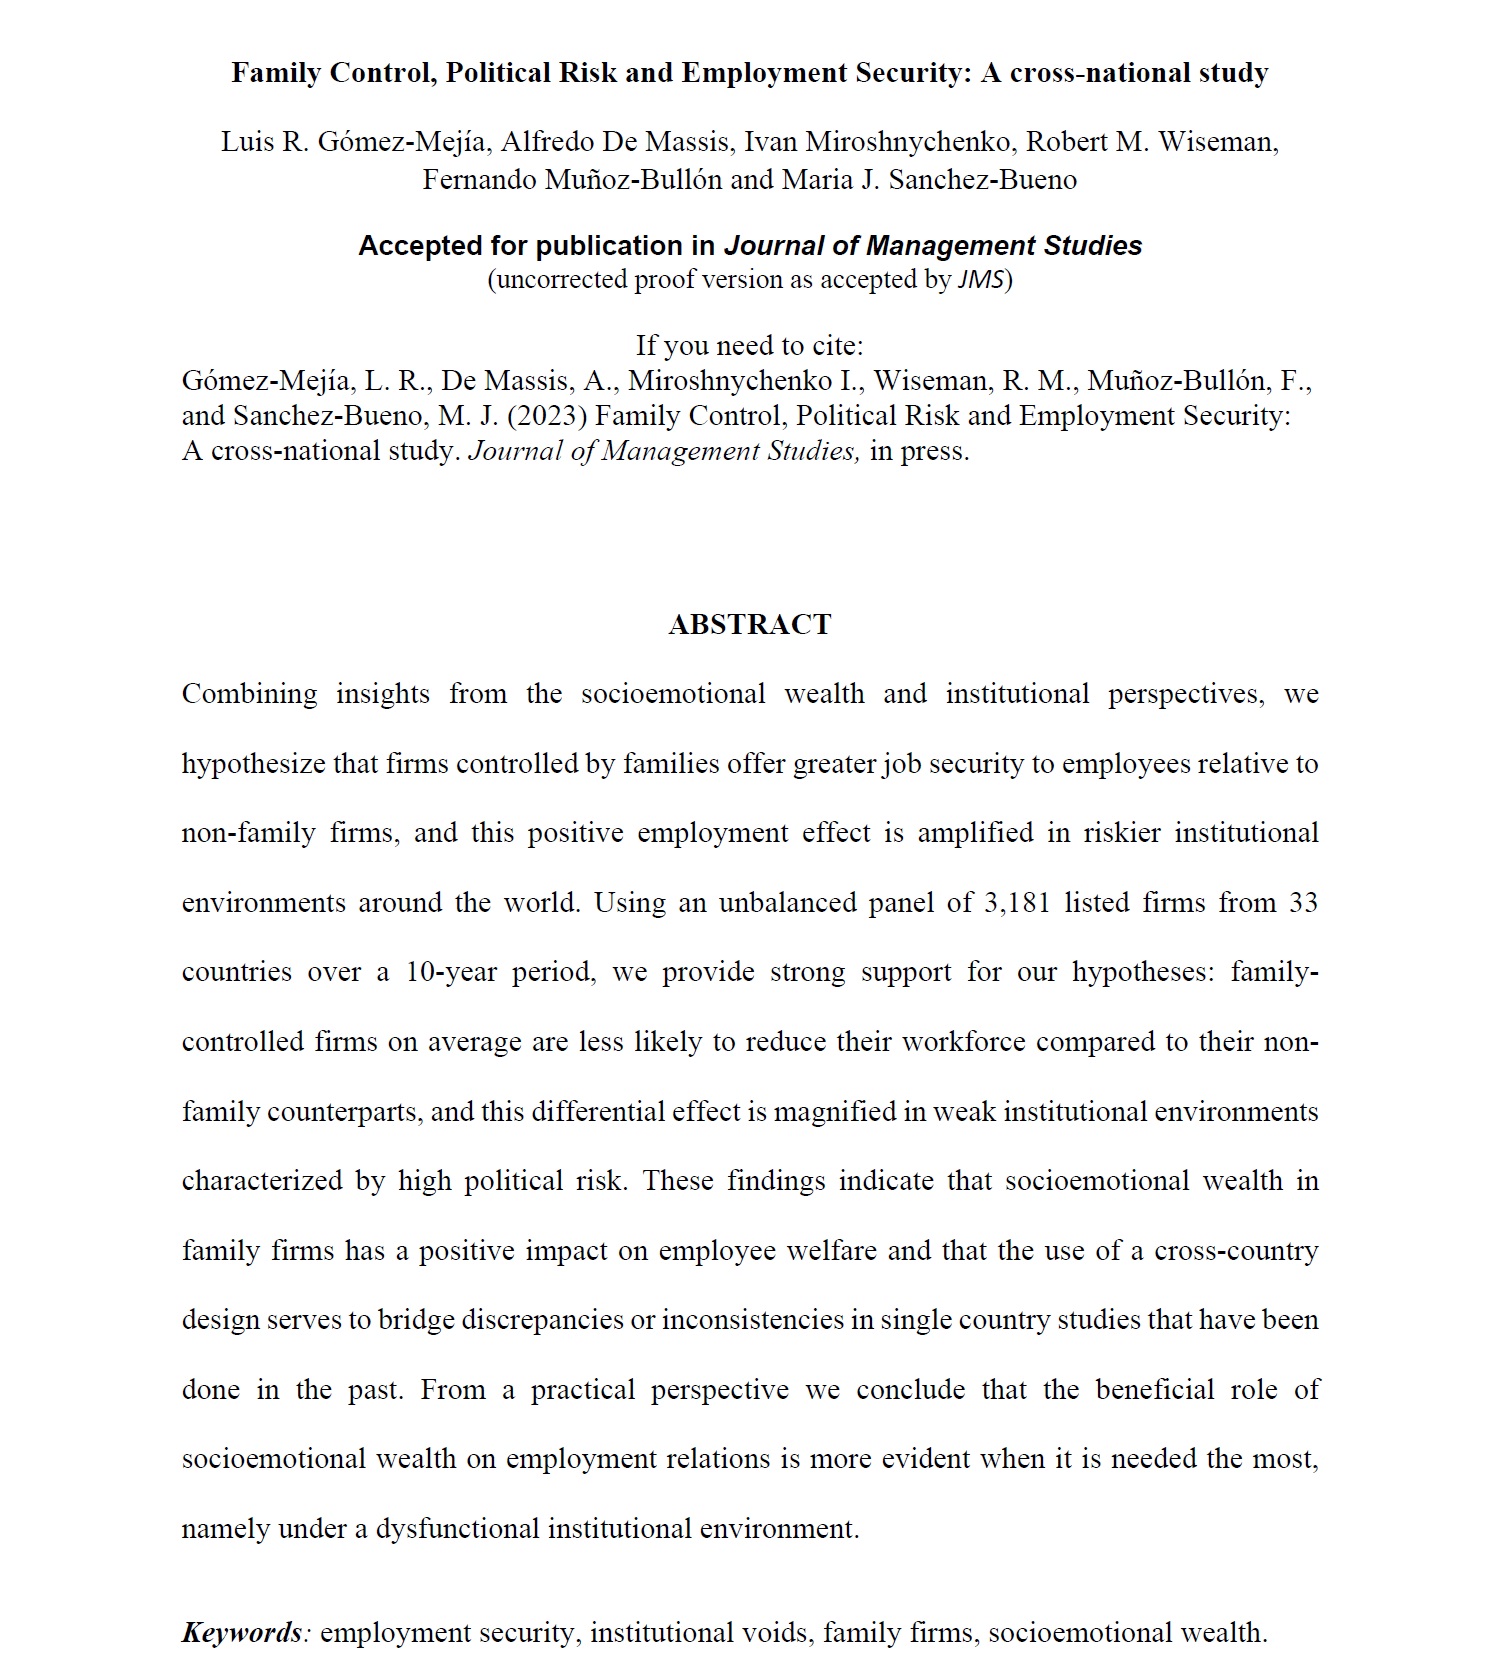 Family Control, Political Risk and Employment Security: A cross-national study
Luis R. Gómez-Mejía, Alfredo De Massis, Ivan Miroshnychenko, Robert M. Wiseman,
Fernando Muñoz-Bullón and Maria J. Sanchez-Bueno
Accepted for publication in Journal of Management Studies
(uncorrected proof version as accepted by JMS)
If you need to cite:
Gómez-Mejía, L. R., De Massis, A., Miroshnychenko I., Wiseman, R. M., Muñoz-Bullón, F.,
and Sanchez-Bueno, M. J. (2023) Family Control, Political Risk and Employment Security:
A cross-national study. Journal of Management Studies, in press.
ABSTRACT
Combining insights from the socioemotional wealth and institutional perspectives, we
hypothesize that firms controlled by families offer greater job security to employees relative to
non-family firms, and this positive employment effect is amplified in riskier institutional
environments around the world. Using an unbalanced panel of 3,181 listed firms from 33
countries over a 10-year period, we provide strong support for our hypotheses: family-
controlled firms on average are less likely to reduce their workforce compared to their non-
family counterparts, and this differential effect is magnified in weak institutional environments
characterized by high political risk. These findings indicate that socioemotional wealth in
family firms has a positive impact on employee welfare and that the use of a cross-country
design serves to bridge discrepancies or inconsistencies in single country studies that have been
done in the past. From a practical perspective we conclude that the beneficial role of
socioemotional wealth on employment relations is more evident when it is needed the most,
namely under a dysfunctional institutional environment.
Keywords: employment security, institutional voids, family firms, socioemotional wealth.